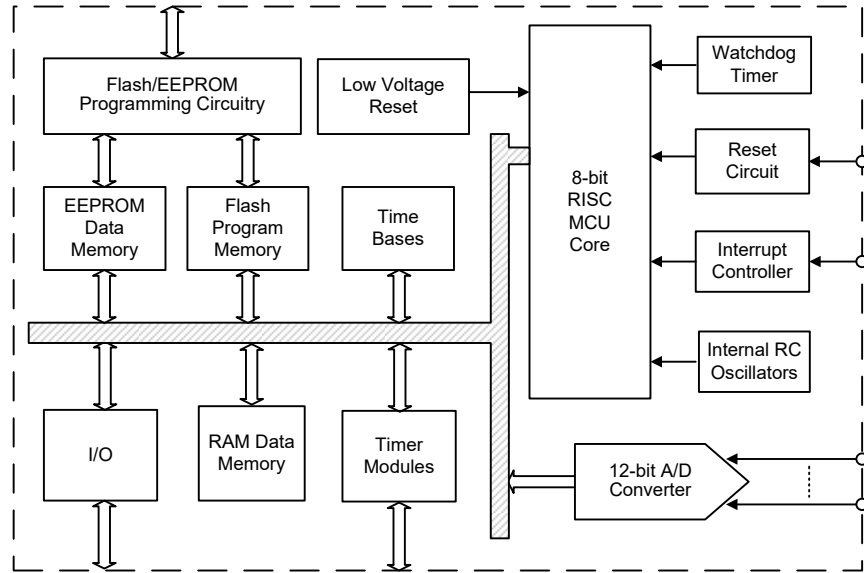 Flash/EEPROM
Programming Circuitry
Low Voltage
Reset
Watchdog
Timer
Reset
Circuit
EEPROM
Data
Memory
Flash
Program
Memory
Time
Bases
8-bit
RISC
MCU
Core
Interrupt
Controller
Internal RC
Oscillators
I/O
RAM Data
Memory
Timer
Modules
12-bit A/D
Converter